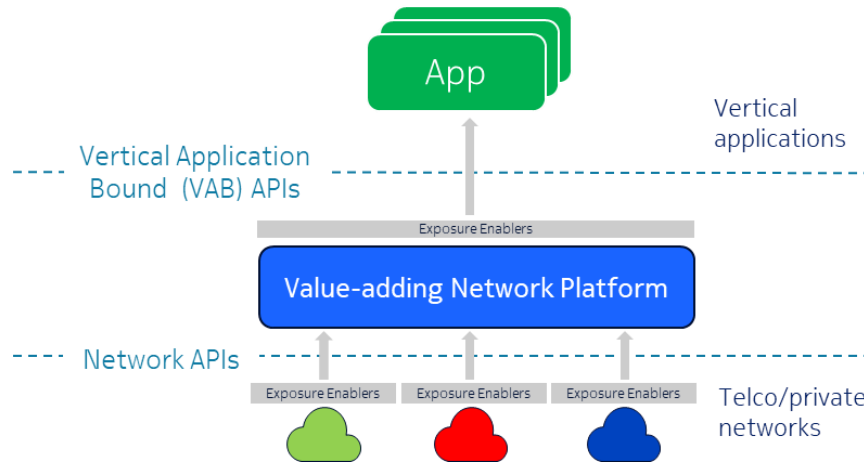 App
Vertical
applications
Vertical Application
Bound (VAB) APIs
Exposure Enablers
Value-adding Network Platform
Network APIs
Exposure Enablers
Exposure Enablers
Exposure Enablers
Telco/private
networks